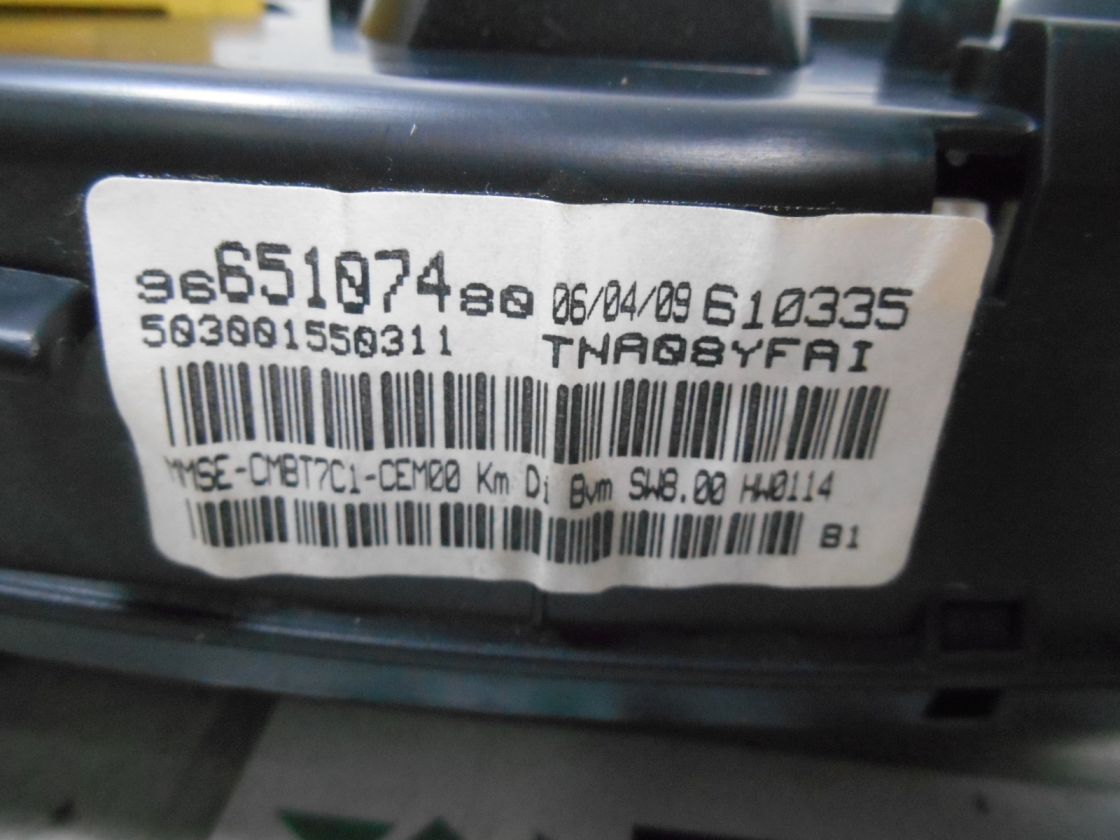 9665107480 06/04/09 610335
503001550311 TNA08YFAI
MMSE-CMBT7C1-CEM00 Km Di Bvm SW8.00 HW0114
B1